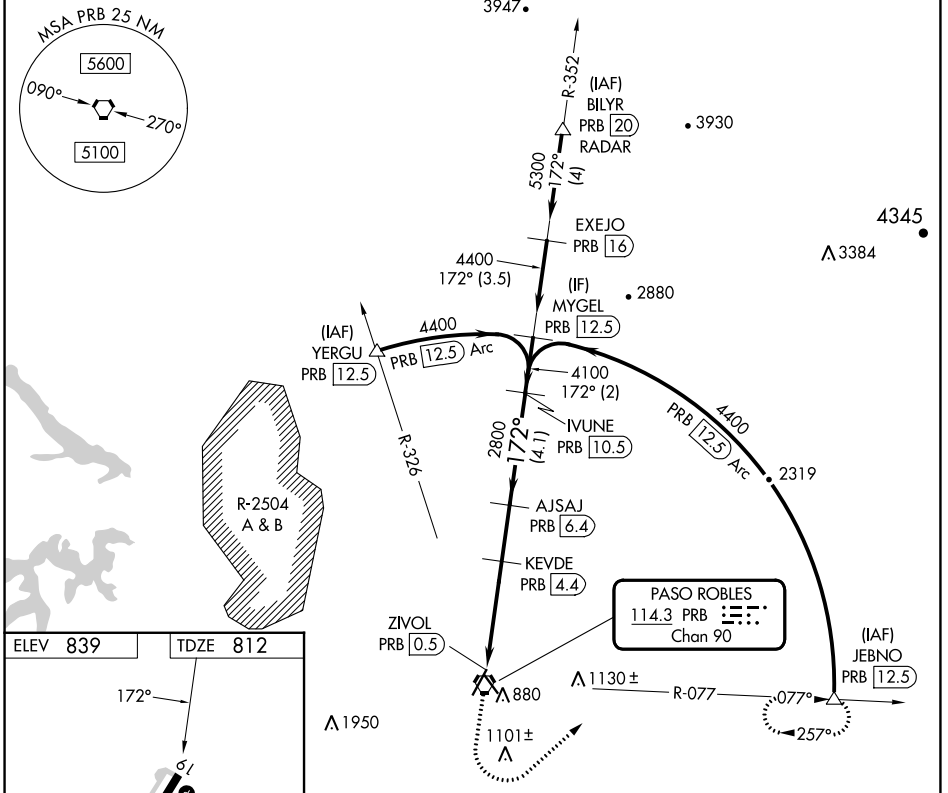 MSA PRB 25 NM
5600
090°
270°
5100
3947
R-352
(IAF)
BILYR
PRB 20
RADAR
3930
5300
172°
(4)
EXEJO
PRB 16
4345
3384
4400
172° (3.5)
(IF)
MYGEL
PRB 12.5
2880
(IAF)
YERGU
PRB 12.5
4400
PRB 12.5 Arc
4100
172° (2)
4400
PRB 12.5 Arc
IVUNE
PRB 10.5
2800
172°
(4.1)
R-326
2319
R-2504
A & B
AJSAJ
PRB 6.4
KEVDE
PRB 4.4
PASO ROBLES
114.3 PRB
Chan 90
ZIVOL
PRB 0.5
(IAF)
JEBNO
PRB 12.5
ELEV 839
TDZE 812
172°
19
880
1130 ±
R-077
077°
257°
1950
1101±